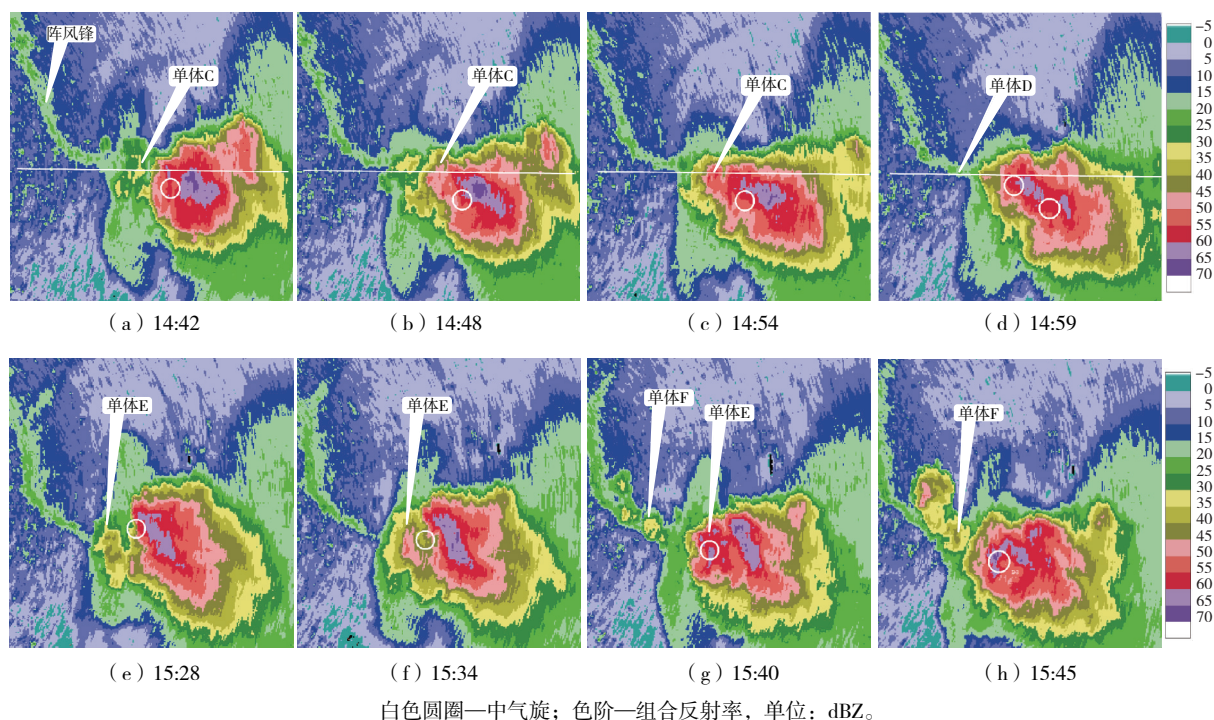 阵风锋
单体C
单体C
单体C
单体D
-5
0
5
10
15
20
25
30
35
40
45
50
55
60
65
70
(a) 14:42
(b) 14:48
(c) 14:54
(d) 14:59
单体E
单体E
单体F
单体E
单体F
-5
0
5
10
15
20
25
30
35
40
45
50
55
60
65
70
(e) 15:28
(f) 15:34
(g) 15:40
(h) 15:45
白色圆圈—中气旋；色阶—组合反射率，单位：dBZ。